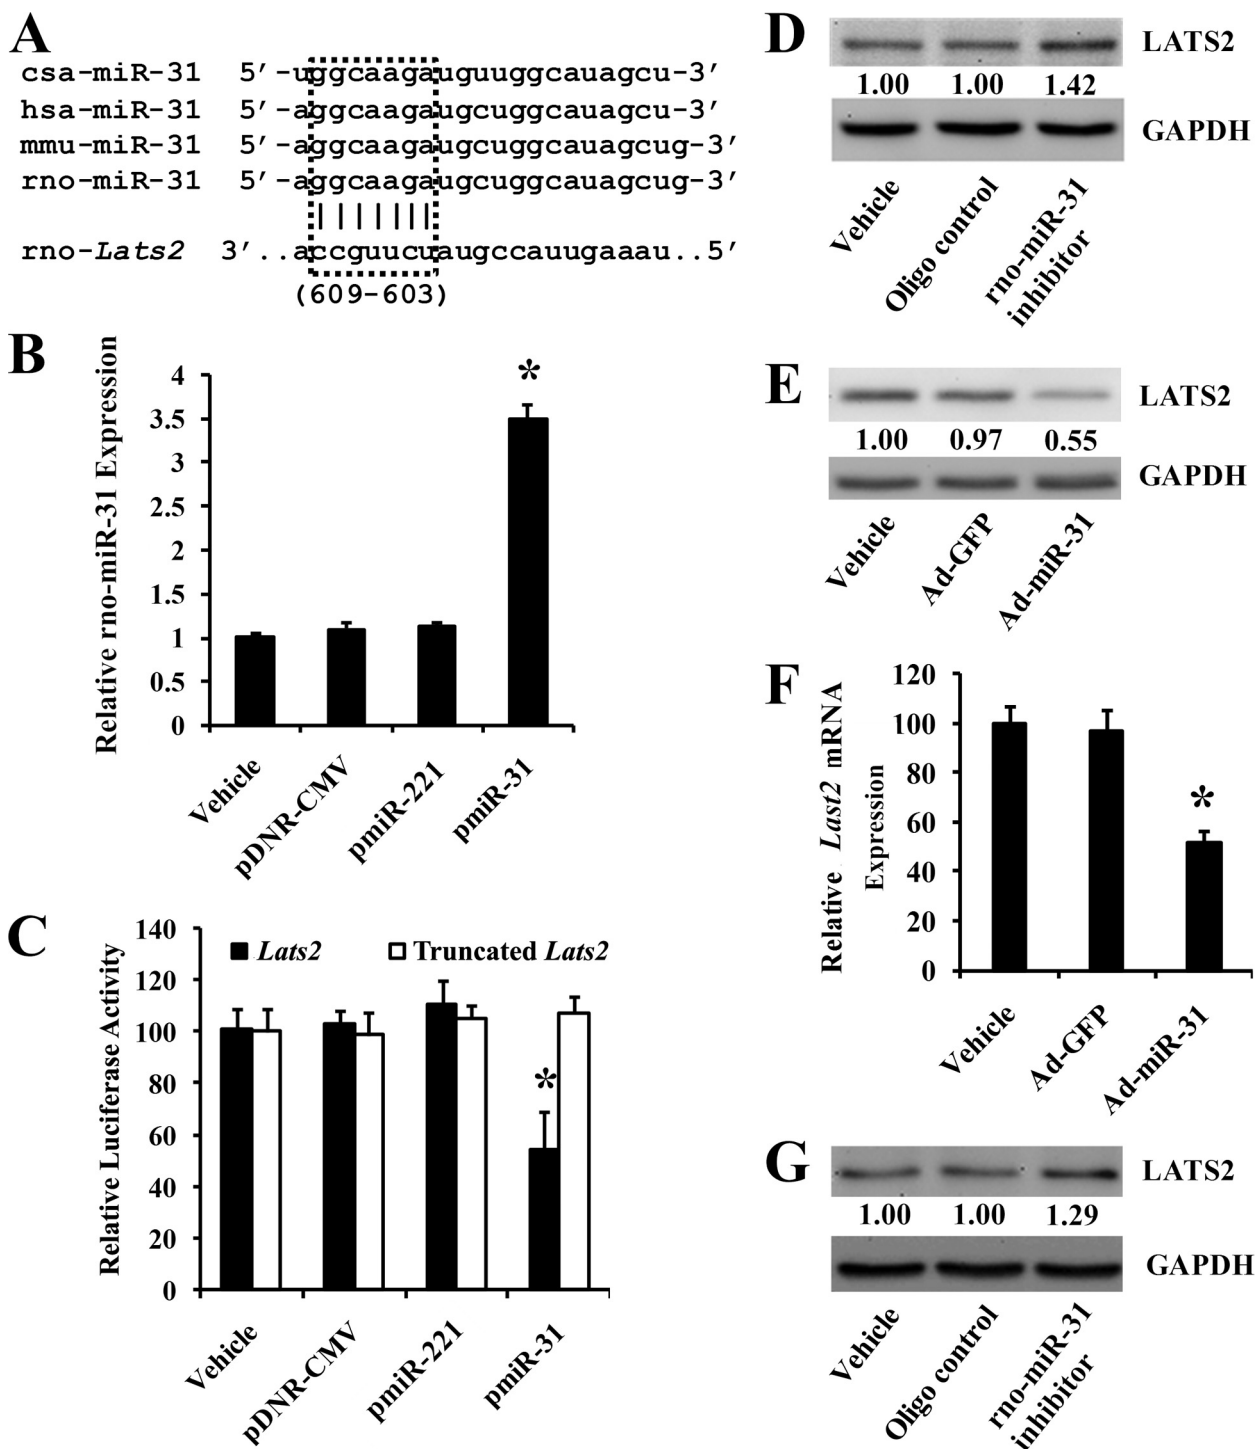 A
csa-miR-31 5′-uggcaagauguuggcauagcu-3′
hsa-miR-31 5′-aggcaagaugcuggcauagcu-3′
mmu-miR-31 5′-aggcaagaugcuggcauagcug-3′
rno-miR-31 5′-aggcaagaugcuggcauagcug-3′
rno-Lats2 3′..accguucuaugccauugaaau..5′
(609-603)
B
Relative rno-miR-31 Expression
4
3.5
3
2.5
2
1.5
1
0.5
0
*
Vehicle
pDNR-CMV
pmiR-221
pmiR-31
C
Relative Luciferase Activity
140
120
100
80
60
40
20
0
Lats2
Truncated Lats2
*
Vehicle
pDNR-CMV
pmiR-221
pmiR-31
D
LATS2
1.00 1.00 1.42
GAPDH
Vehicle
Oligo control
rno-miR-31
inhibitor
E
LATS2
1.00 0.97 0.55
GAPDH
Vehicle
Ad-GFP
Ad-miR-31
F
Relative Last2 mRNA
Expression
120
100
80
60
40
20
0
*
Vehicle
Ad-GFP
Ad-miR-31
G
LATS2
1.00 1.00 1.29
GAPDH
Vehicle
Oligo control
rno-miR-31
inhibitor